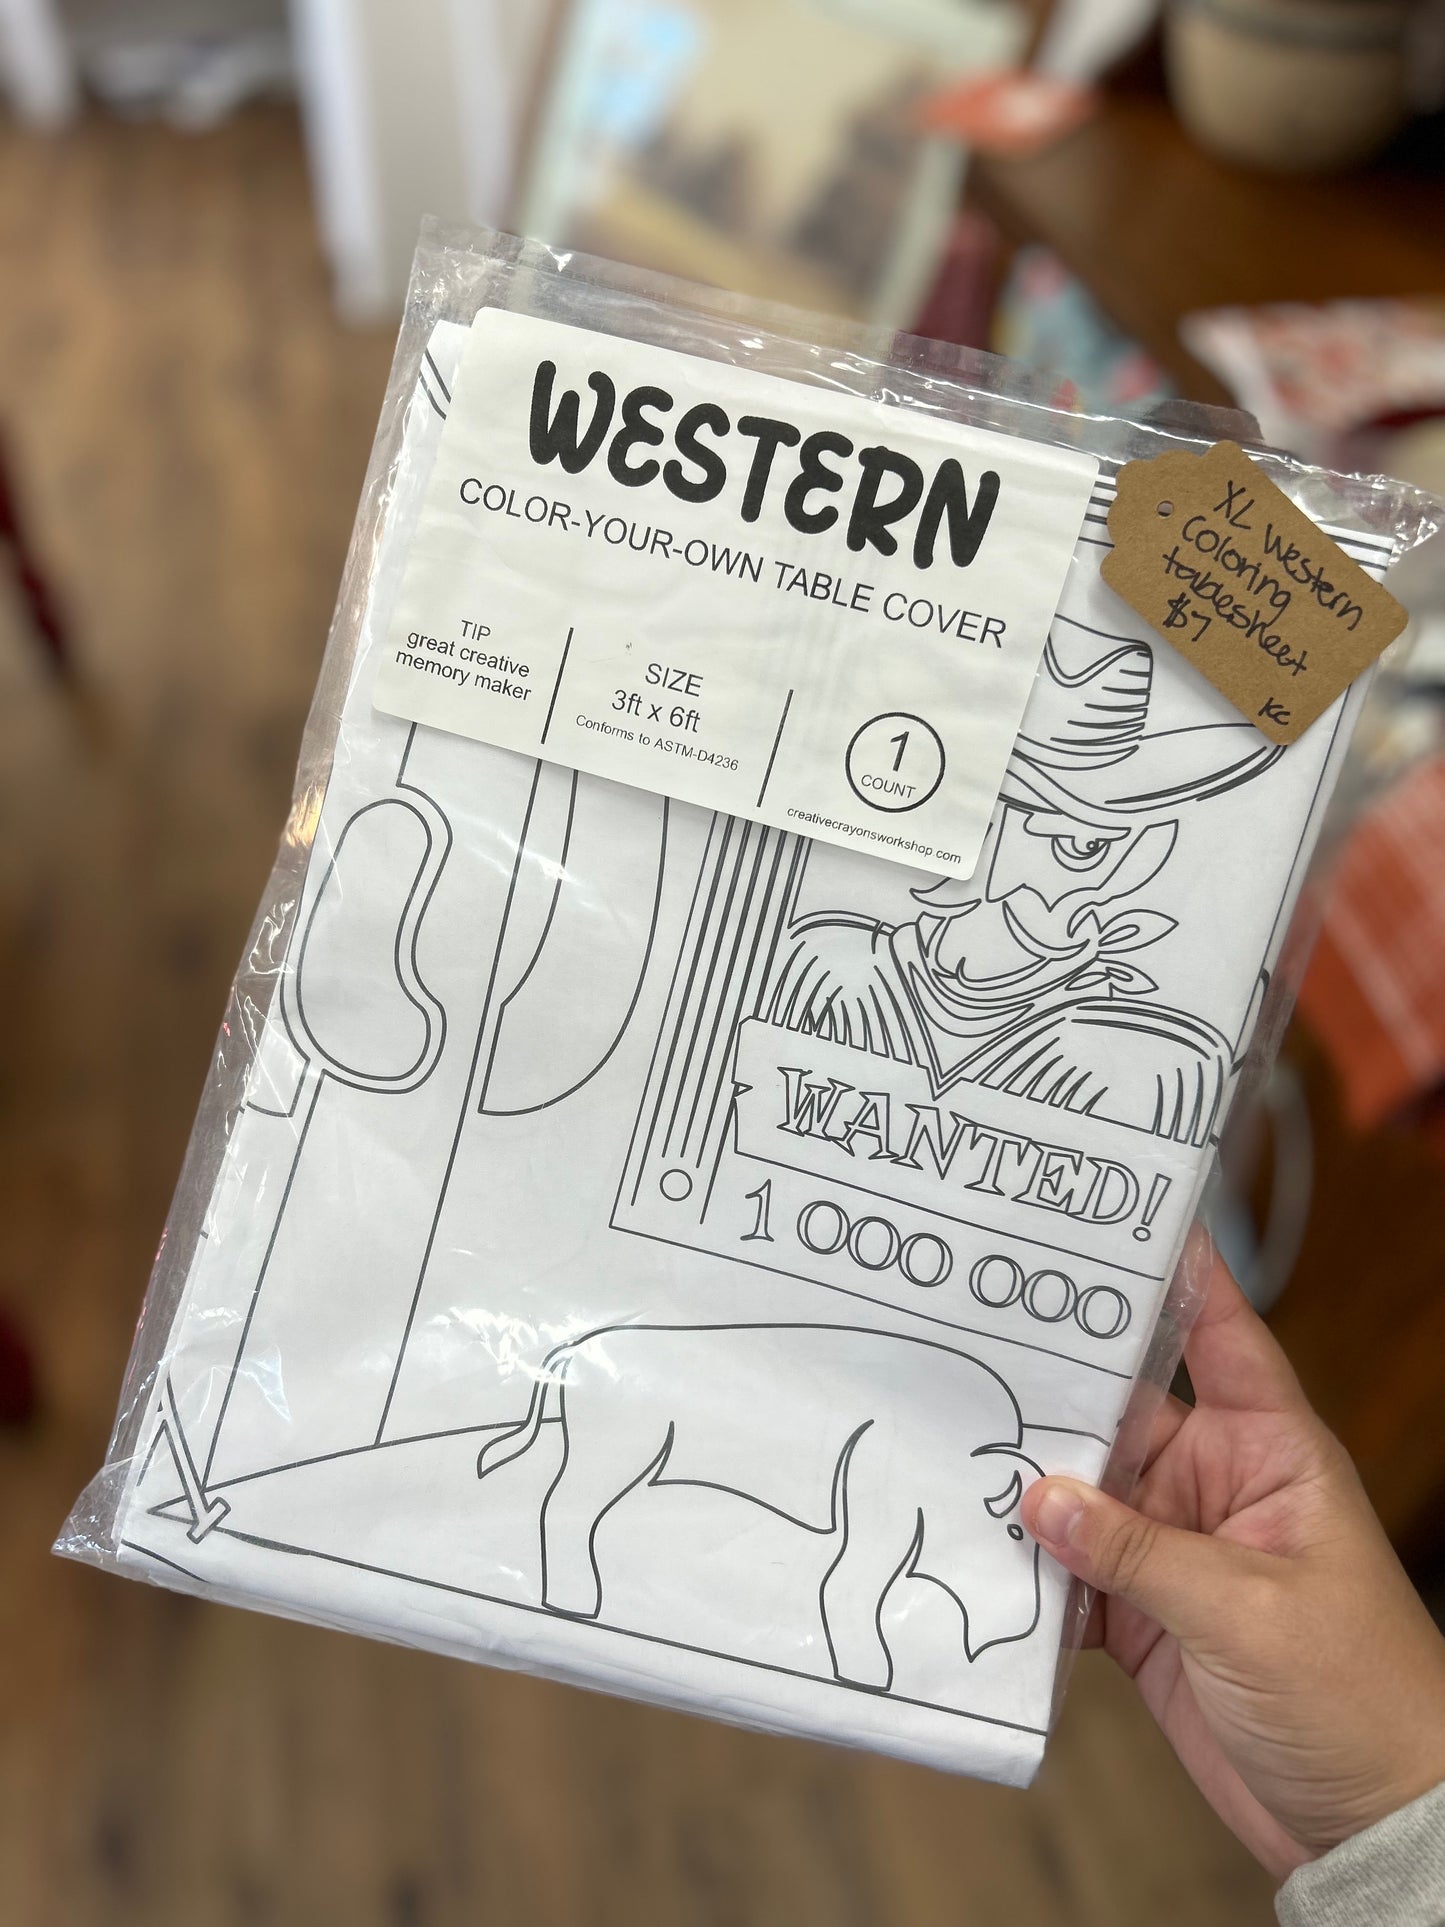 WESTERN
COLOR-YOUR-OWN TABLE COVER
TIP
great creative
memory maker
SIZE
3ft x 6ft
Conforms to ASTM-D4236
1
COUNT
creativecrayonsworkshop.com
XL Western
Coloring
tablesheet
$7
KC
WANTED!
1 000 000